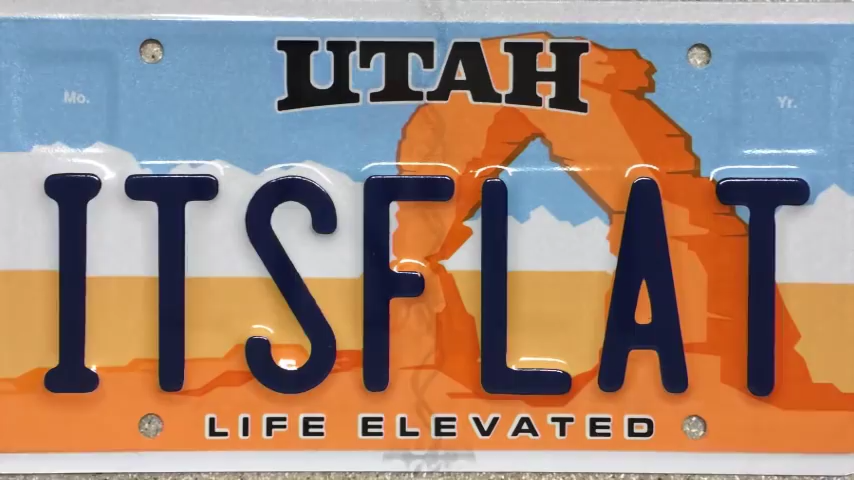 UTAH
Mo.
Yr.
ITSFLAT
LIFE ELEVATED